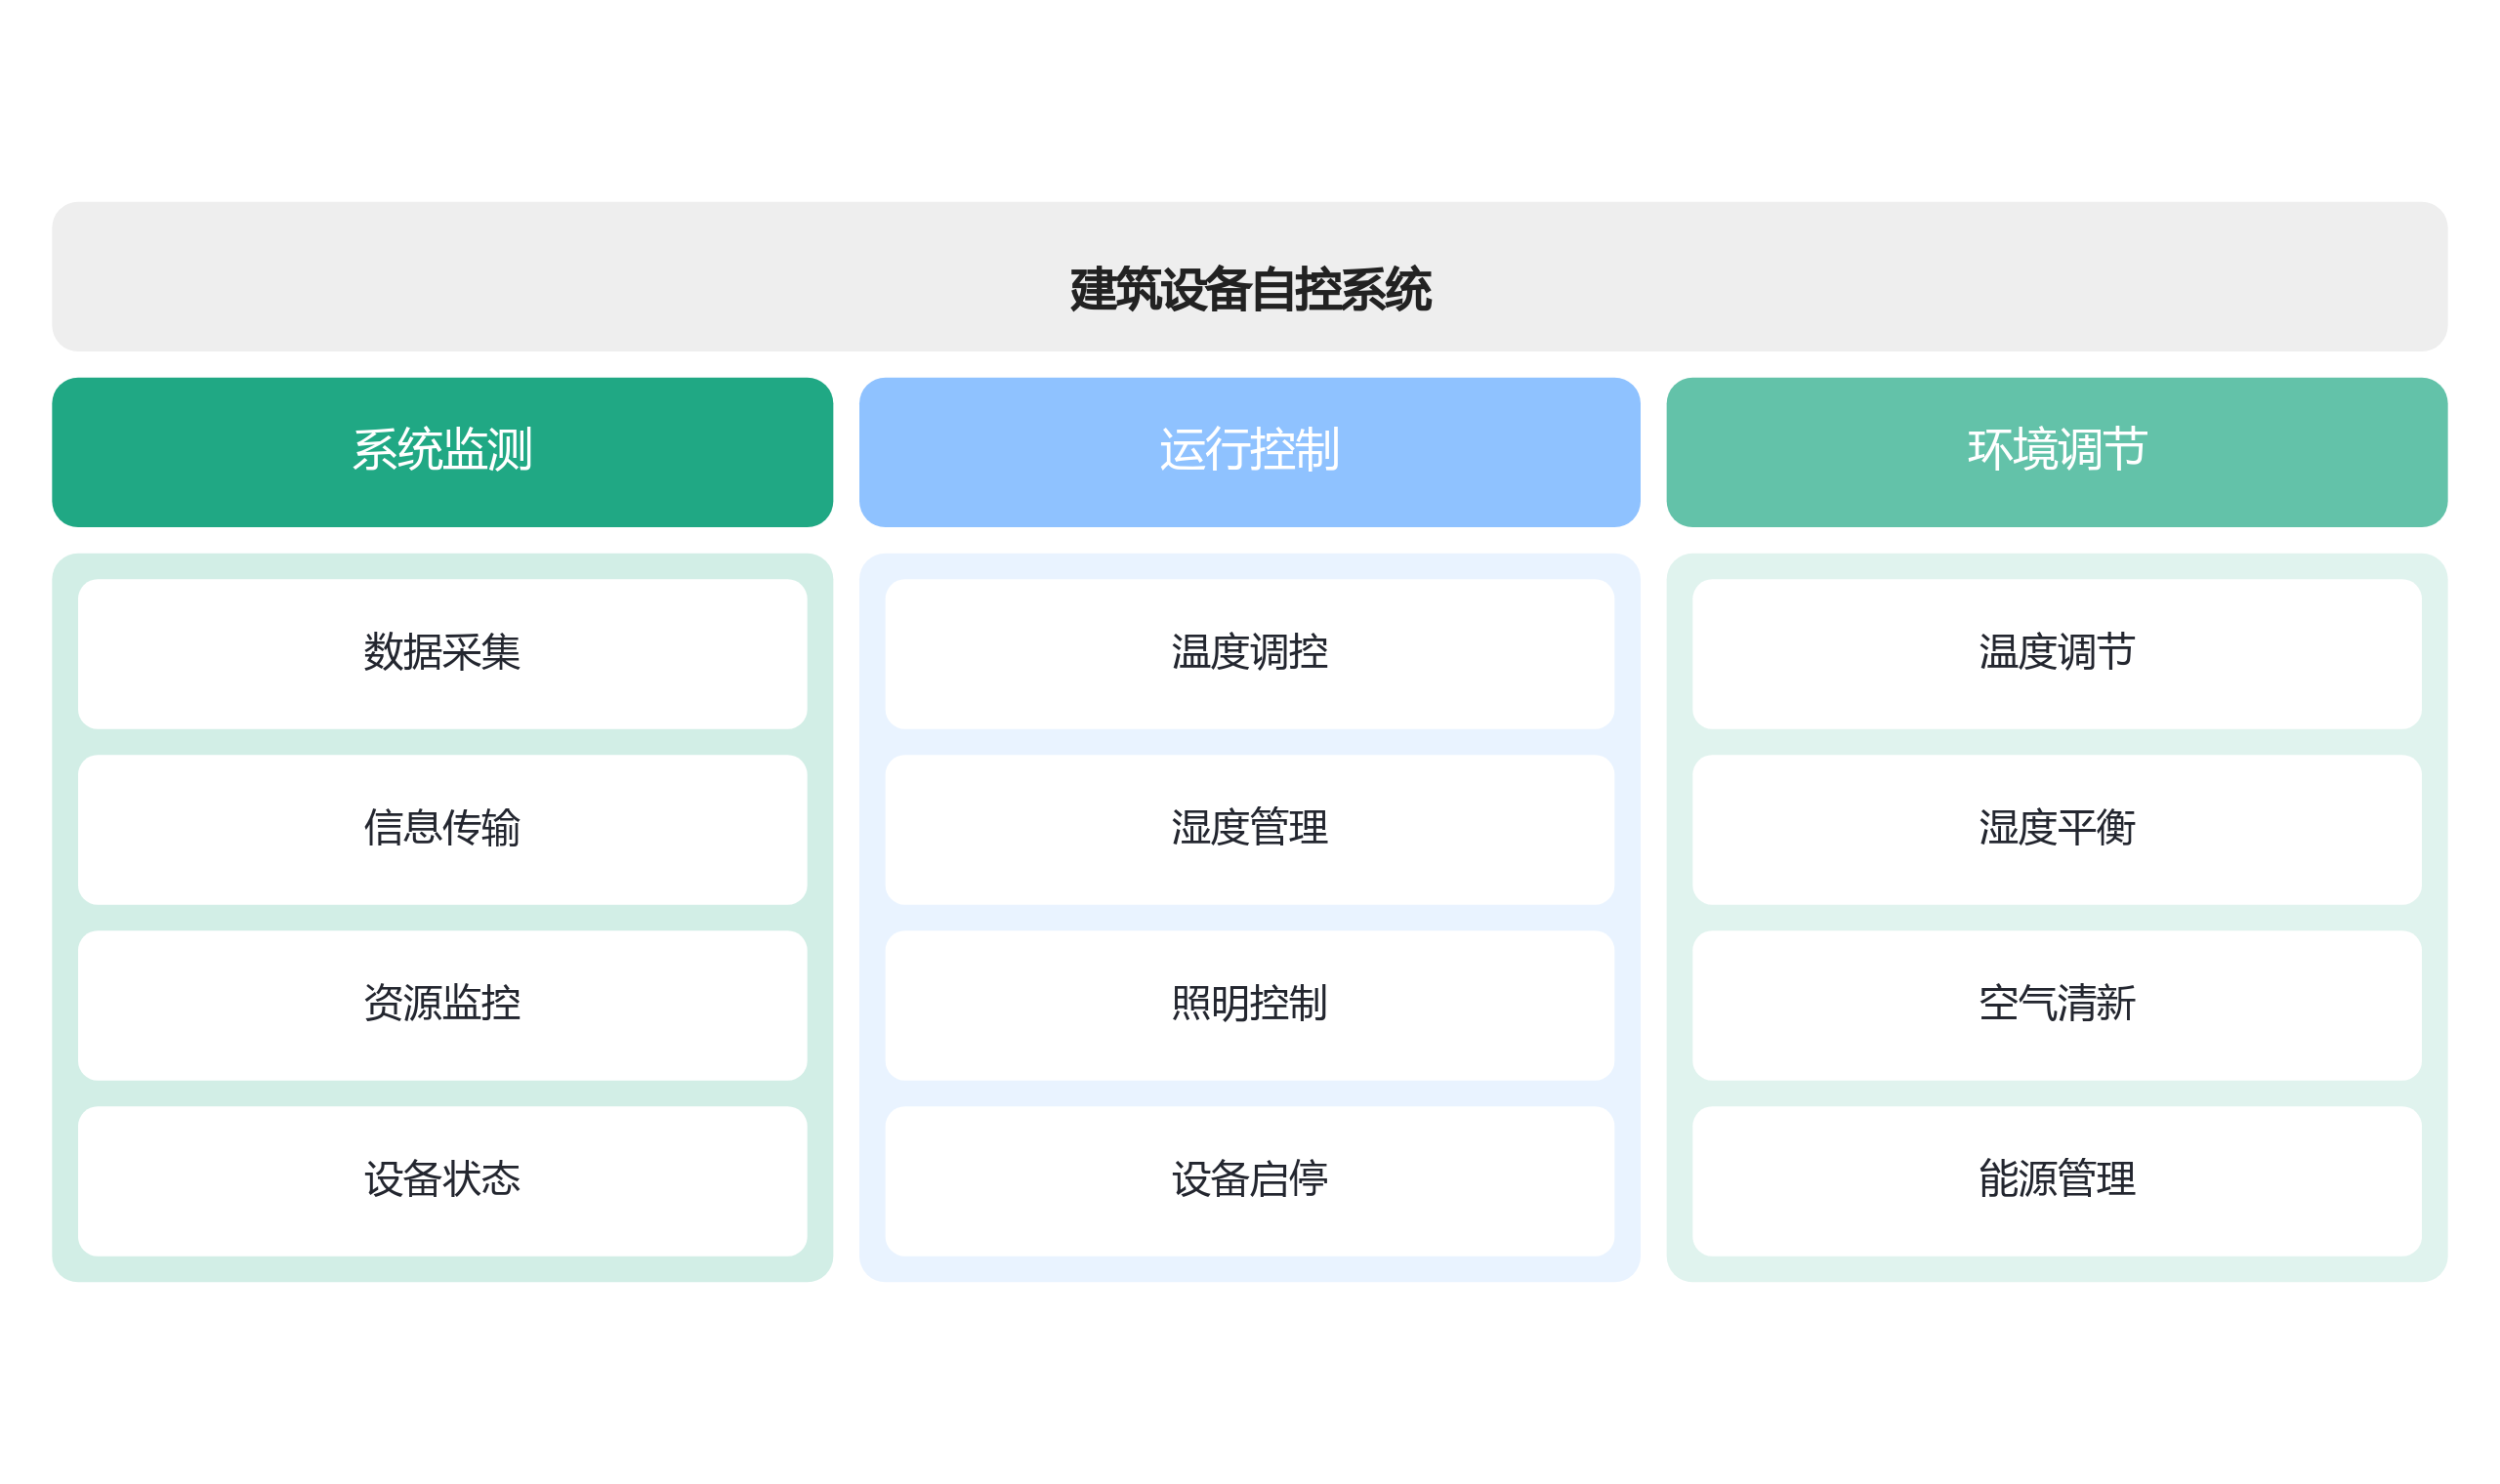 建筑设备自控系统
系统监测
运行控制
环境调节
数据采集
温度调控
温度调节
信息传输
湿度管理
湿度平衡
资源监控
照明控制
空气清新
设备状态
设备启停
能源管理